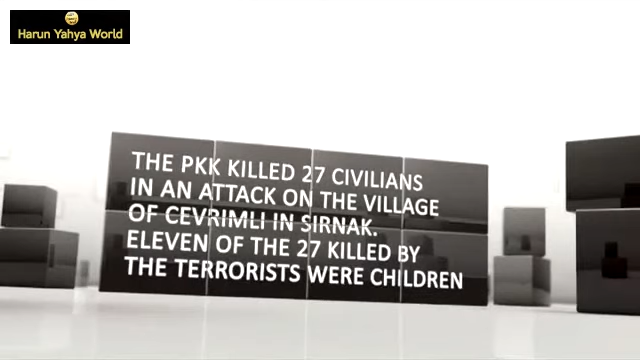 Harun Yahya World
THE PKK KILLED 27 CIVILIANS
IN AN ATTACK ON THE VILLAGE
OF CEVRIMLI IN SIRNAK.
ELEVEN OF THE 27 KILLED BY
THE TERRORISTS WERE CHILDREN